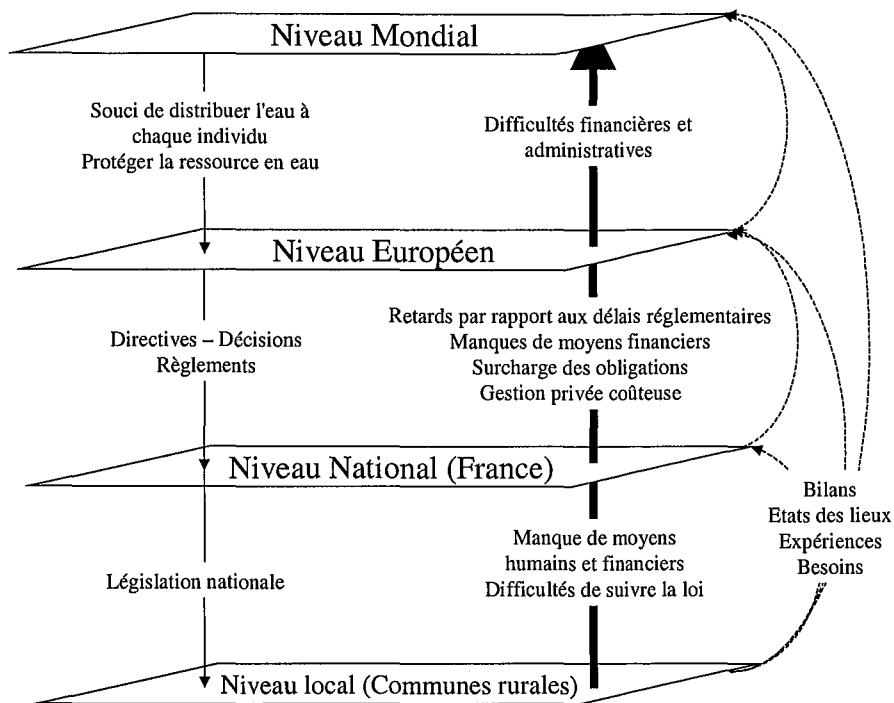 Niveau Mondial
Souci de distribuer l'eau à
chaque individu
Protéger la ressource en eau
Difficultés financières et
administratives
Niveau Européen
Directives – Décisions
Règlements
Retards par rapport aux délais réglementaires
Manques de moyens financiers
Surcharge des obligations
Gestion privée coûteuse
Niveau National (France)
Bilans
Etats des lieux
Expériences
Besoins
Législation nationale
Manque de moyens
humains et financiers
Difficultés de suivre la loi
Niveau local (Communes rurales)